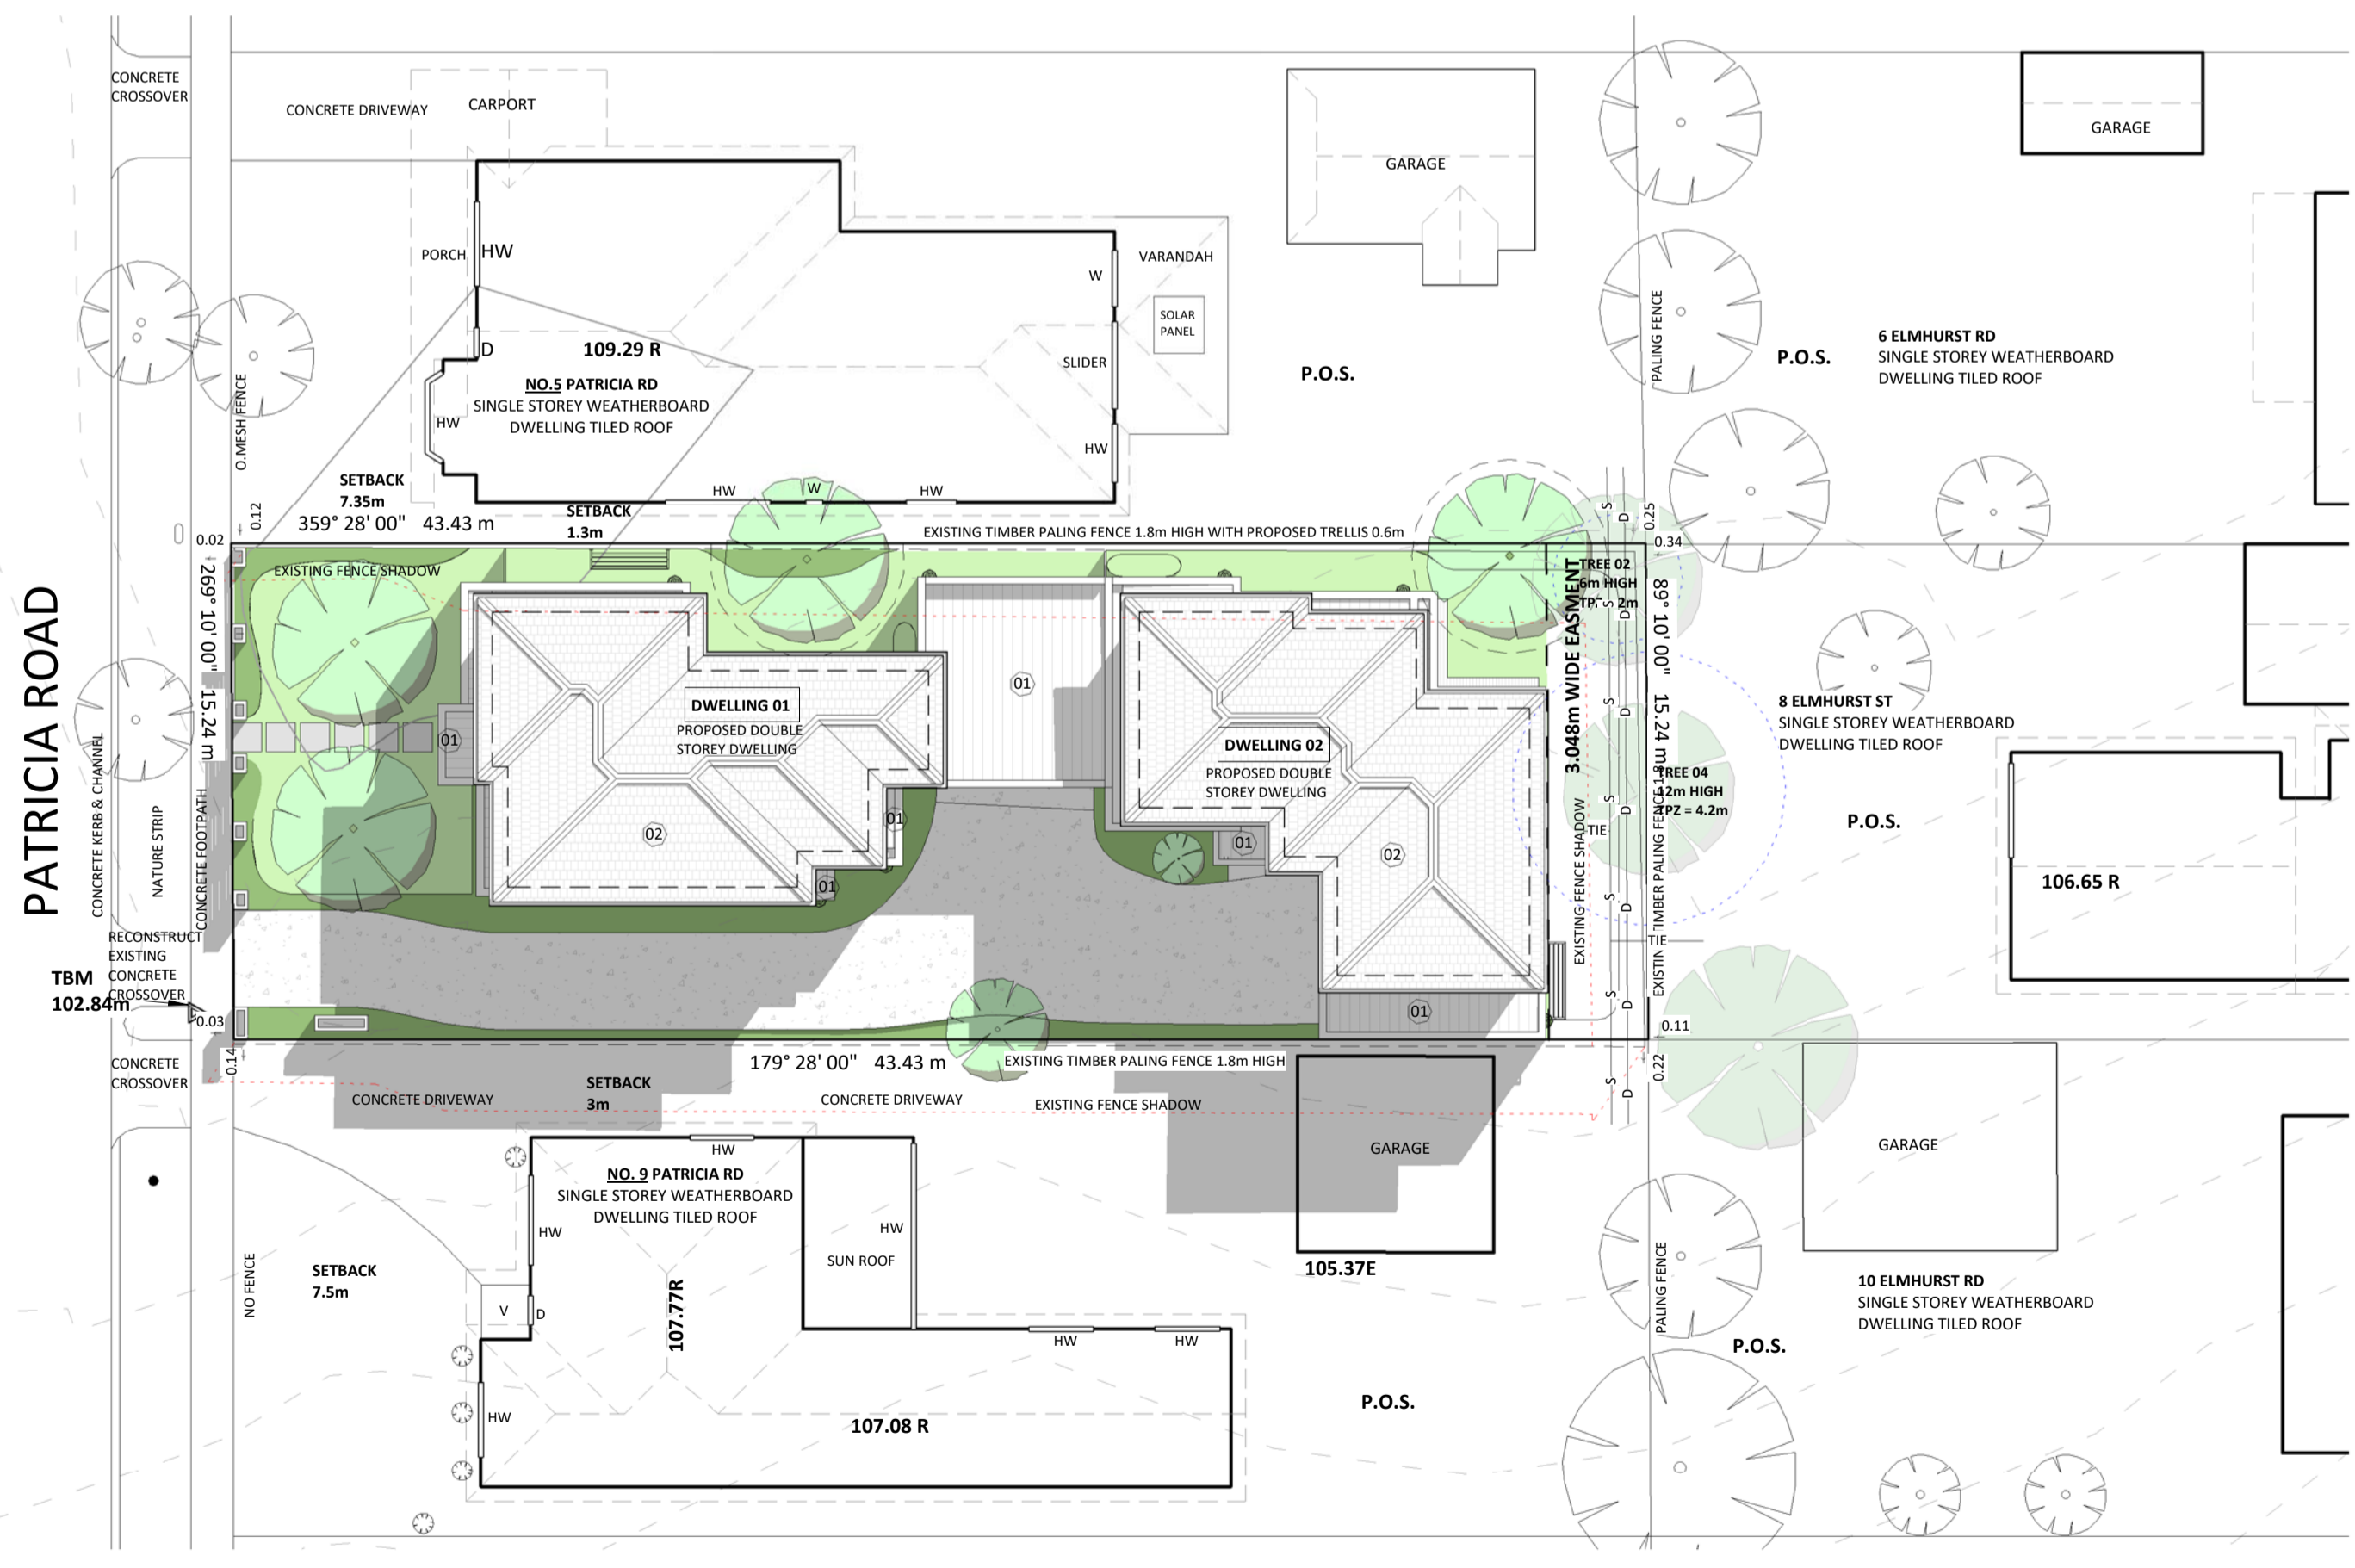 CONCRETE
CROSSOVER
CONCRETE DRIVEWAY
CARPORT
GARAGE
GARAGE
PORCH
HW
W
VARANDAH
SOLAR
PANEL
D
109.29 R
NO.5 PATRICIA RD
SINGLE STOREY WEATHERBOARD
DWELLING TILED ROOF
SLIDER
P.O.S.
P.O.S.
PALING FENCE
6 ELMHURST RD
SINGLE STOREY WEATHERBOARD
DWELLING TILED ROOF
O.MESH FENCE
HW
HW
SETBACK
7.35m
HW
W
HW
0.12
359° 28' 00" 43.43 m
SETBACK
1.3m
EXISTING TIMBER PALING FENCE 1.8m HIGH WITH PROPOSED TRELLIS 0.6m
S
D
0.25
0.02
0.34
EXISTING FENCE SHADOW
TREE 02
6m HIGH
3.048m WIDE EASMENT
S
D
PATRICIA ROAD
269° 10' 00" 15.24 m
89° 10' 00" 15.24 m
01
DWELLING 01
PROPOSED DOUBLE
STOREY DWELLING
01
DWELLING 02
PROPOSED DOUBLE
STOREY DWELLING
S
D
8 ELMHURST ST
SINGLE STOREY WEATHERBOARD
DWELLING TILED ROOF
TREE 04
12m HIGH
TPZ = 4.2m
CONCRETE KERB & CHANNEL
NATURE STRIP
CONCRETE FOOTPATH
02
01
01
01
02
EXISTING FENCE SHADOW
S
D
TIE
P.O.S.
106.65 R
S
D
TIE
RECONSTRUCT
EXISTING
CONCRETE
CROSSOVER
TBM
102.84m
0.03
01
S
D
0.11
0.14
0.22
CONCRETE
CROSSOVER
179° 28' 00" 43.43 m
EXISTING TIMBER PALING FENCE 1.8m HIGH
SETBACK
3m
CONCRETE DRIVEWAY
CONCRETE DRIVEWAY
EXISTING FENCE SHADOW
S
D
HW
GARAGE
GARAGE
NO. 9 PATRICIA RD
SINGLE STOREY WEATHERBOARD
DWELLING TILED ROOF
HW
HW
SUN ROOF
NO FENCE
SETBACK
7.5m
V
D
107.77R
105.37E
PALING FENCE
10 ELMHURST RD
SINGLE STOREY WEATHERBOARD
DWELLING TILED ROOF
HW
HW
P.O.S.
P.O.S.
HW
107.08 R